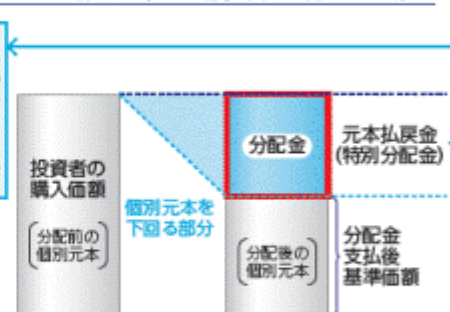 投資者の
購入価額
分配前の
個別元本
個別元本を
下回る部分
分配金
元本払戻金
(特別分配金)
分配後の
個別元本
分配金
支払後
基準価額